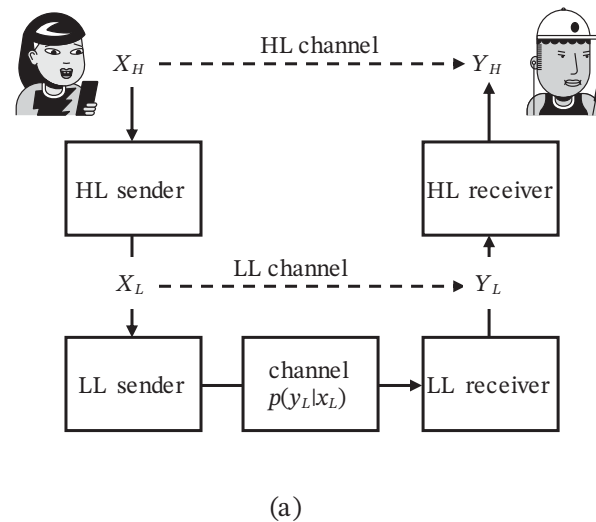 HL channel
X_H Y_H
HL sender HL receiver
LL channel
X_L Y_L
LL sender channel LL receiver
p(y_L|x_L)
(a)